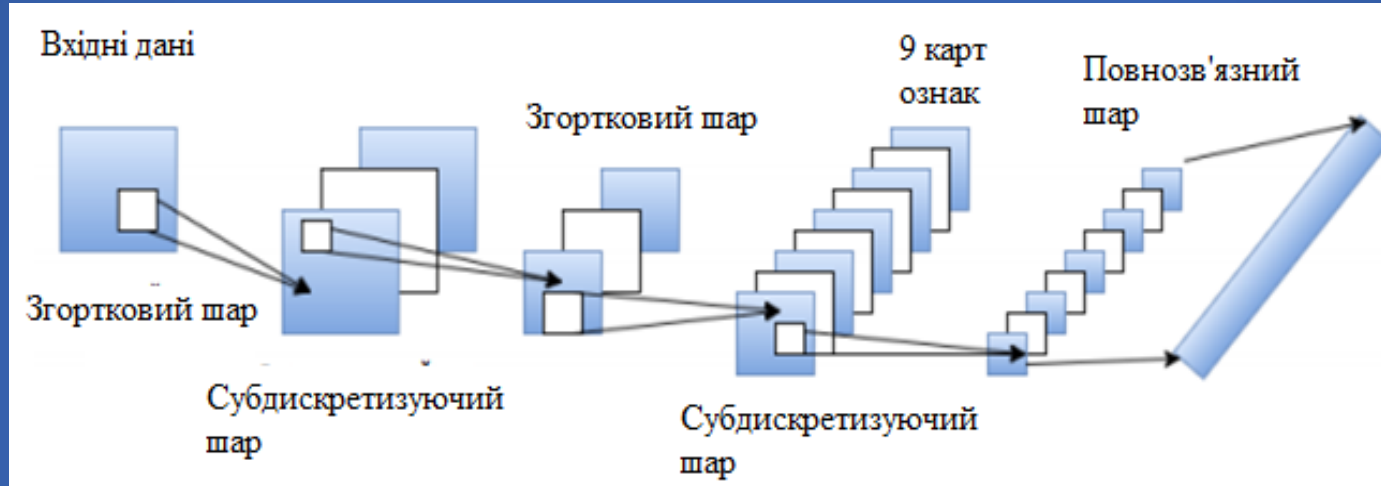 Вхідні дані
Згортковий шар
Субдискретизуючий
шар
Згортковий шар
9 карт
ознак
Субдискретизуючий
шар
Повнозв'язний
шар